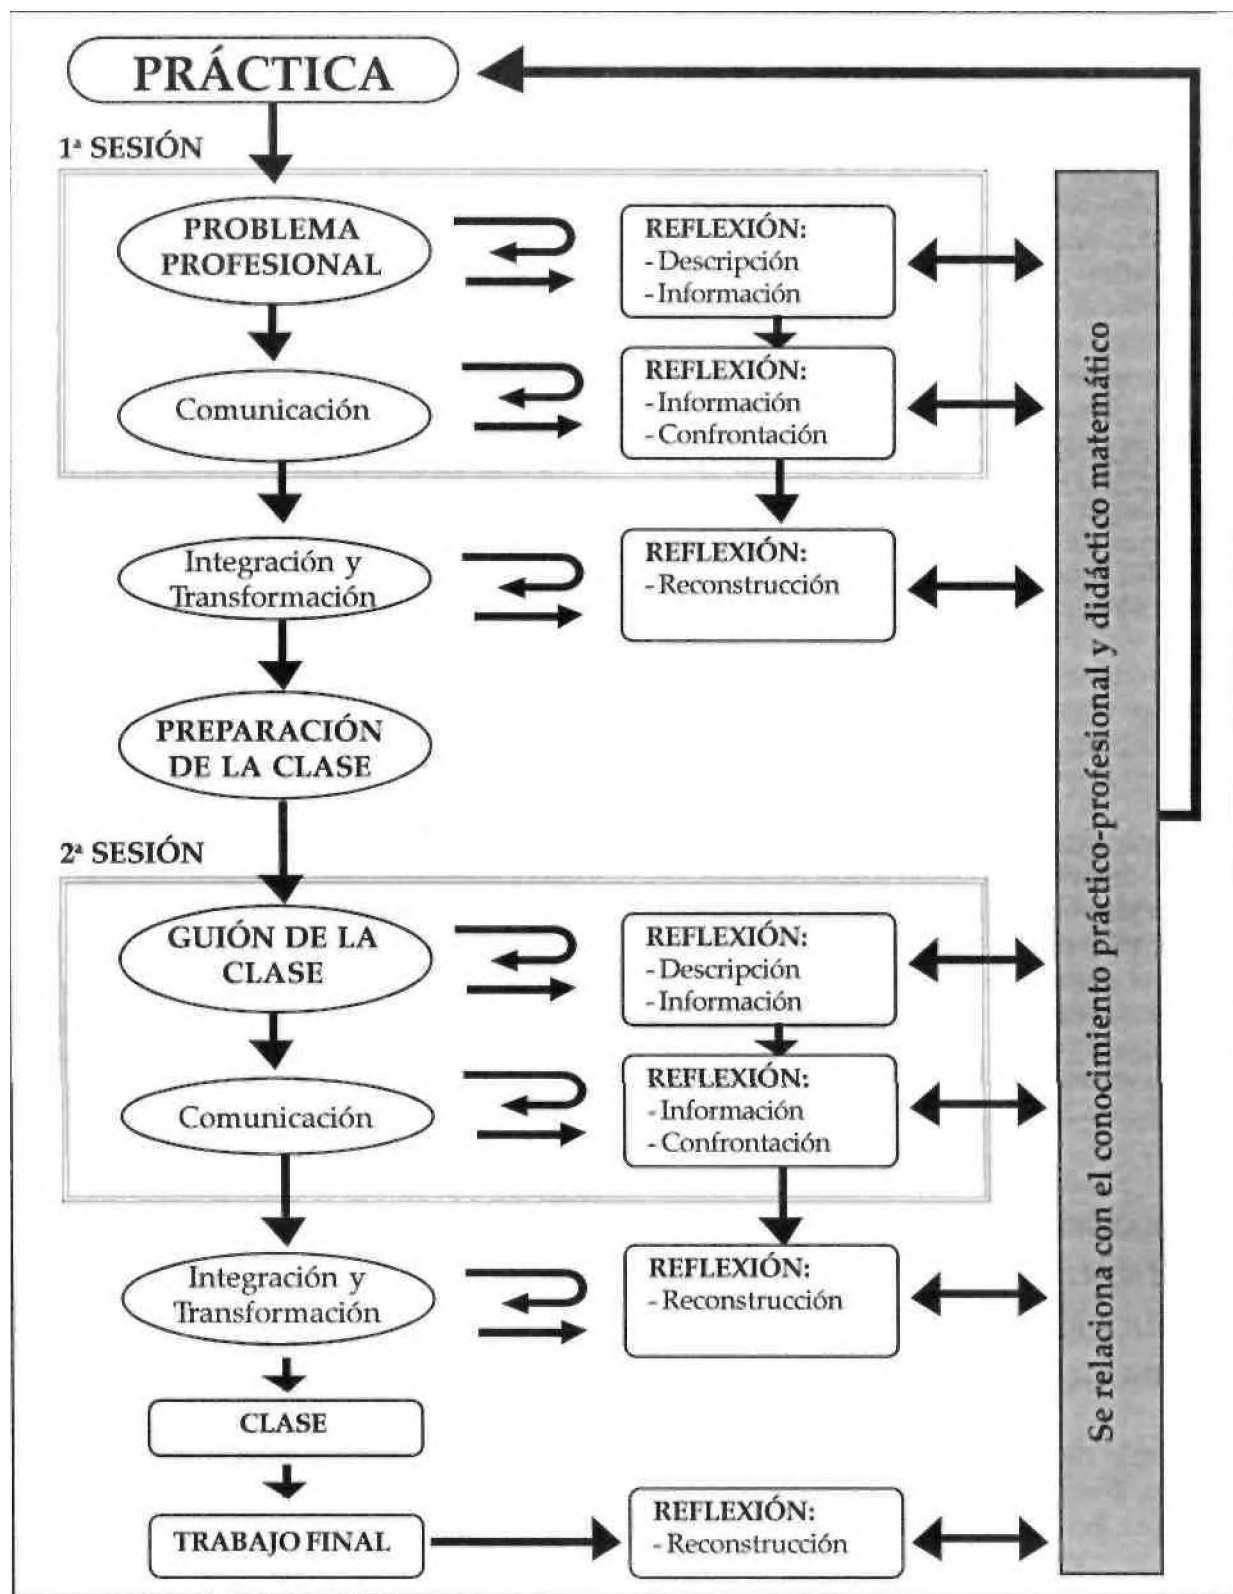 PRÁCTICA
1ª SESIÓN
PROBLEMA
PROFESIONAL
REFLEXIÓN:
- Descripción
- Información
Comunicación
REFLEXIÓN:
- Información
- Confrontación
Integración y
Transformación
REFLEXIÓN:
- Reconstrucción
PREPARACIÓN
DE LA CLASE
2ª SESIÓN
GUIÓN DE LA
CLASE
REFLEXIÓN:
- Descripción
- Información
Comunicación
REFLEXIÓN:
- Información
- Confrontación
Integración y
Transformación
REFLEXIÓN:
- Reconstrucción
CLASE
TRABAJO FINAL
REFLEXIÓN:
- Reconstrucción
Se relaciona con el conocimiento práctico-profesional y didáctico matemático